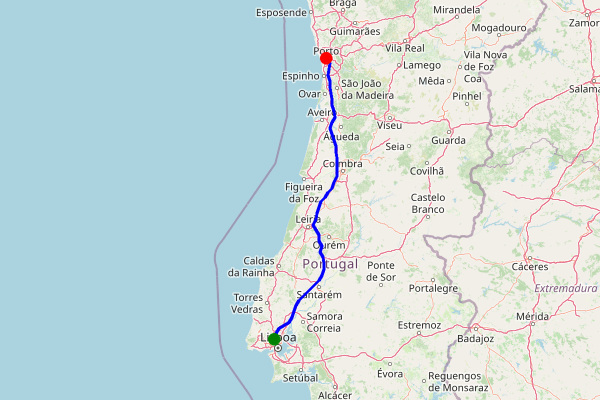 Braga
Esposende
Guimarães
Mirandela
Mogadouro
Zamor
Vila Real
Porto
Lamego
Vila Nova
de Foz
Coa
Espinho
São João
da Madeira
Mêda
Salama
Ovar
Pinhel
Aveiro
Viseu
Águeda
Guarda
Seia
Coimbra
Covilhã
Figueira
da Foz
Castelo
Branco
Leiria
Ourém
Caldas
da Rainha
Portugal
Ponte
de Sor
Cáceres
Portalegre
Extremadura
Santarém
Torres
Vedras
Samora
Correia
Mérida
Estremoz
Lisboa
Badajoz
Setúbal
Évora
Reguengos
de Monsaraz
Alcácer